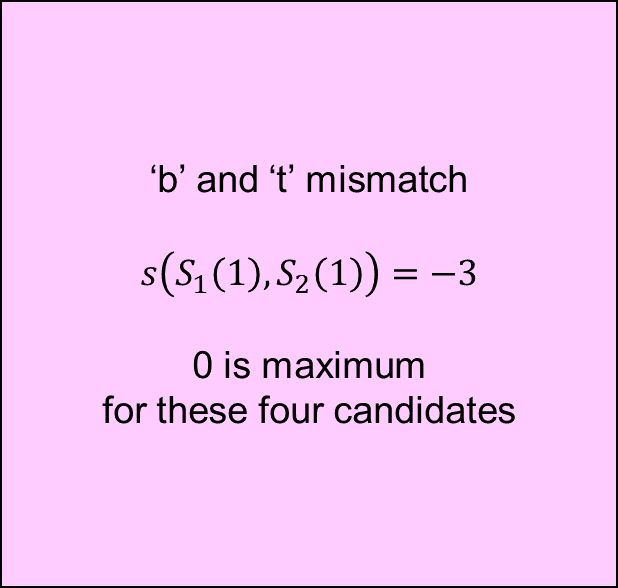 ‘b’ and ‘t’ mismatch
𝑠(𝑆₁(1), 𝑆₂(1)) = −3
0 is maximum
for these four candidates